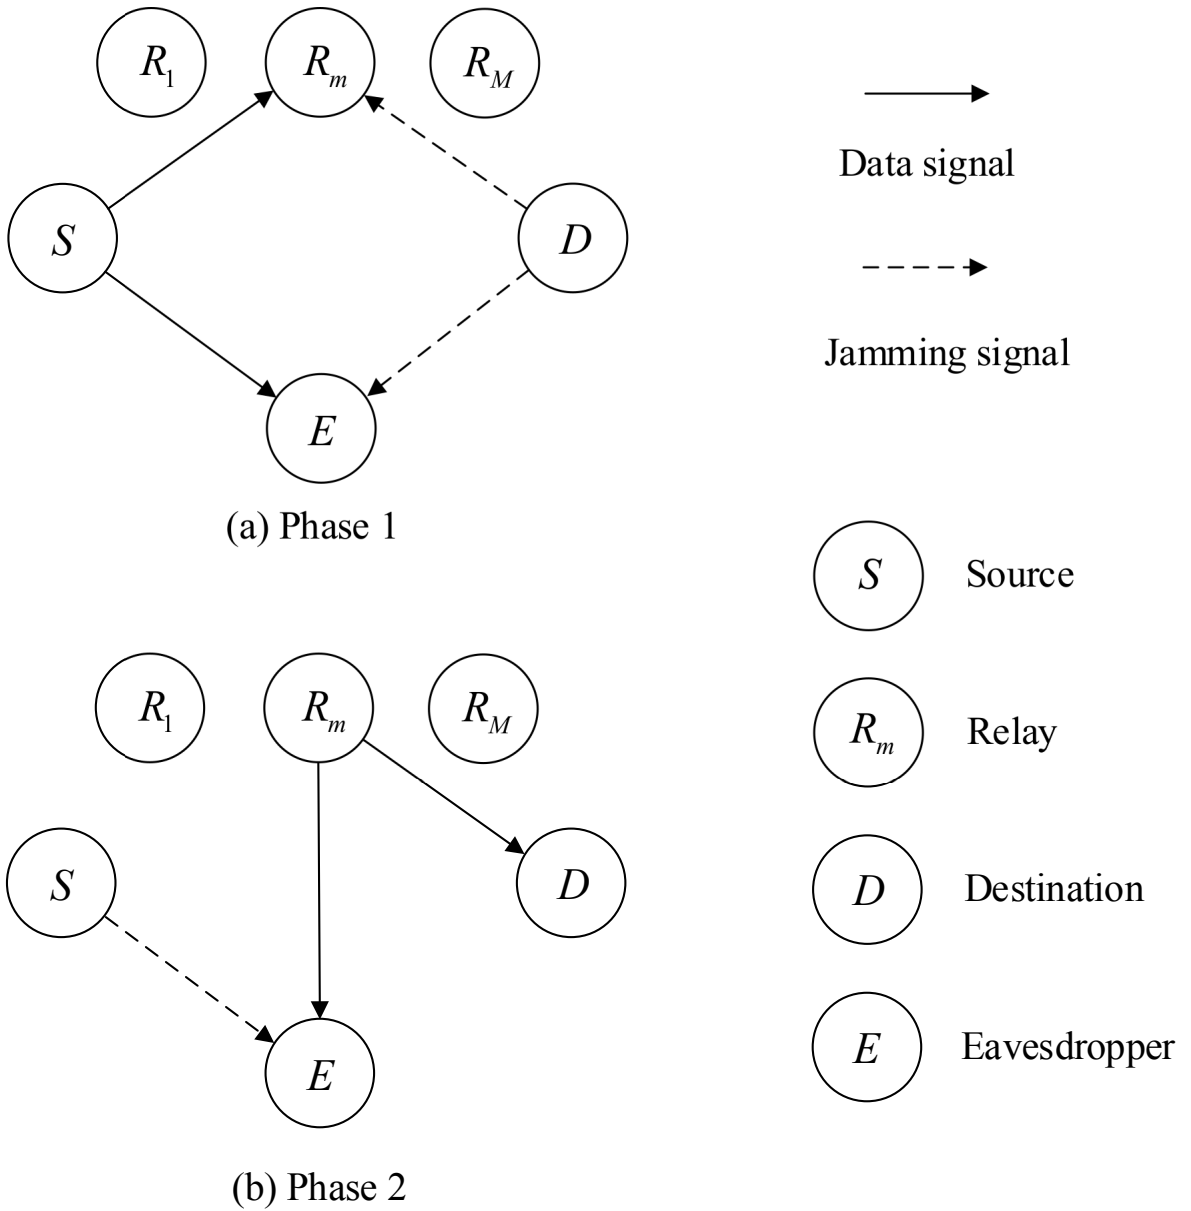 R1 Rm RM
Data signal
S D
Jamming signal
E
(a) Phase 1
S Source
R1 Rm RM
Rm Relay
S D
D Destination
E
E Eavesdropper
(b) Phase 2